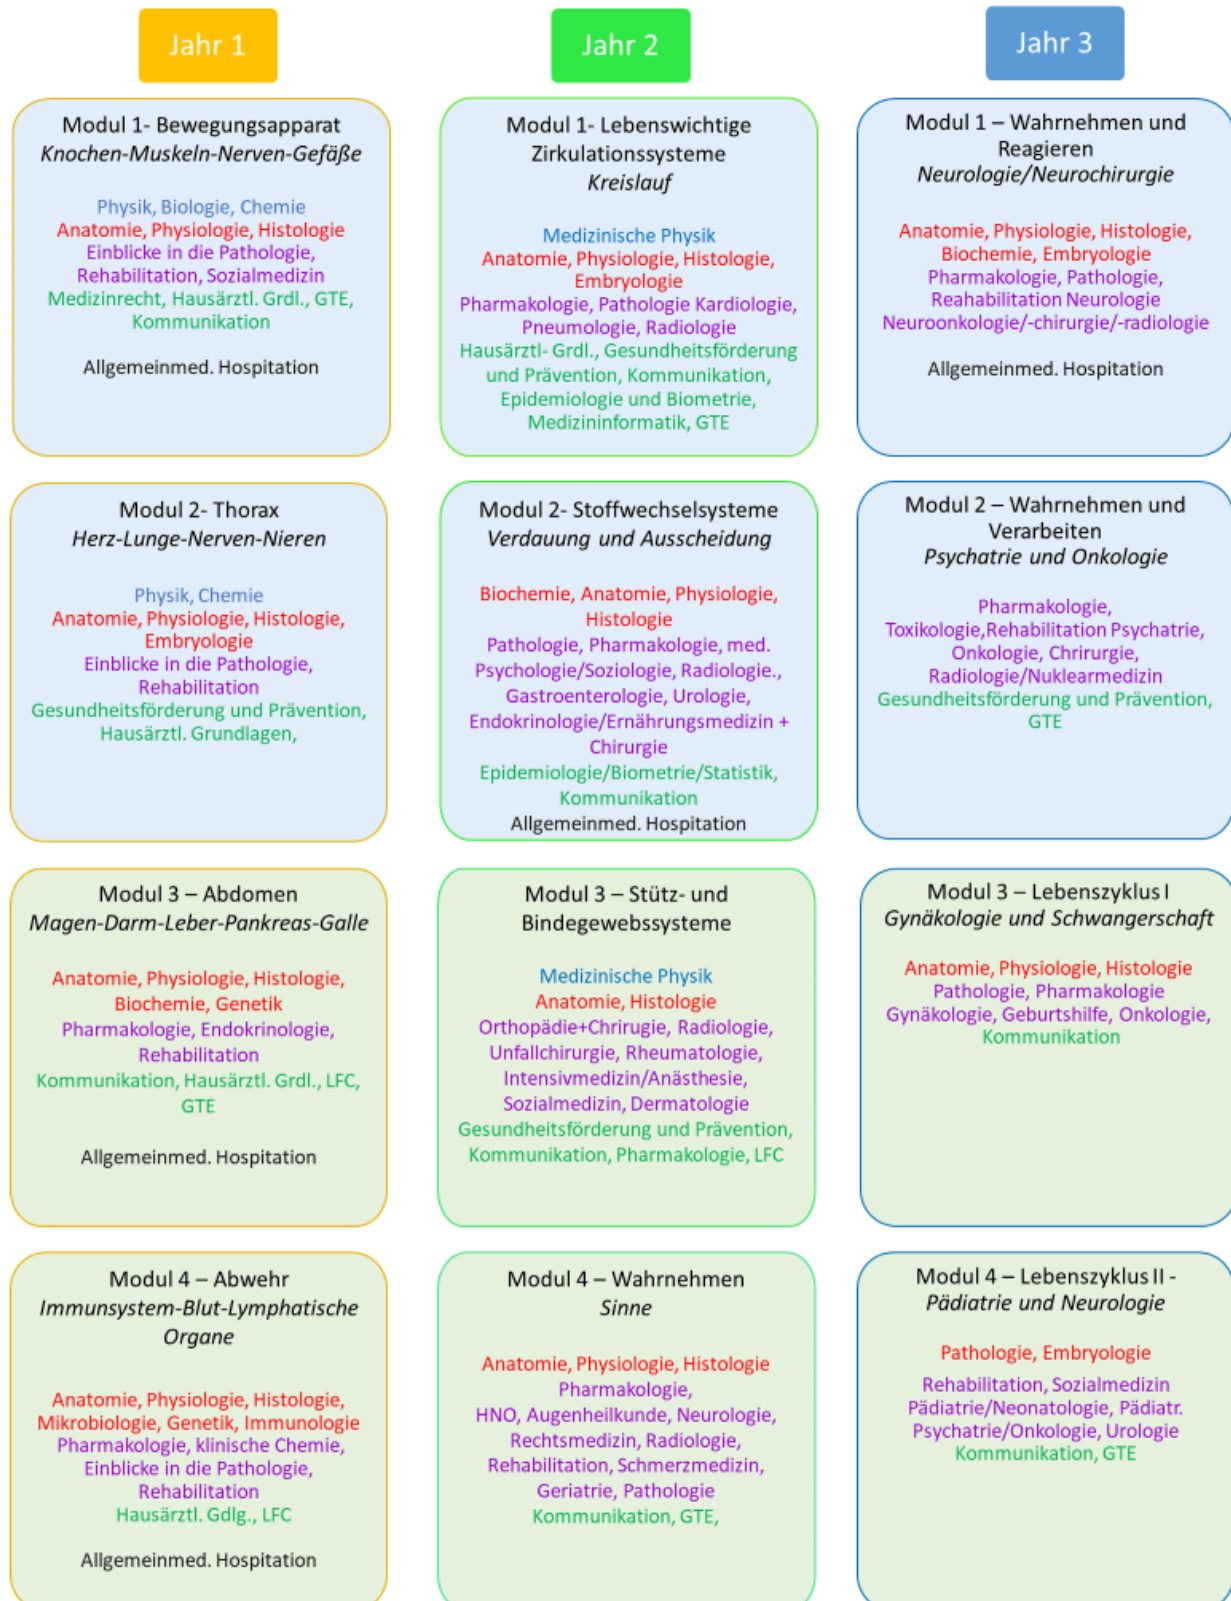 Jahr 1
Modul 1- Bewegungsapparat
Knochen-Muskeln-Nerven-Gefäße
Physik, Biologie, Chemie
Anatomie, Physiologie, Histologie
Einblicke in die Pathologie,
Rehabilitation, Sozialmedizin
Medizinrecht, Hausärztl. Grdl., GTE,
Kommunikation
Allgemeinmed. Hospitation
Modul 2- Thorax
Herz-Lunge-Nerven-Nieren
Physik, Chemie
Anatomie, Physiologie, Histologie,
Embryologie
Einblicke in die Pathologie,
Rehabilitation
Gesundheitsförderung und Prävention,
Hausärztl. Grundlagen,
Modul 3 – Abdomen
Magen-Darm-Leber-Pankreas-Galle
Anatomie, Physiologie, Histologie,
Biochemie, Genetik
Pharmakologie, Endokrinologie,
Rehabilitation
Kommunikation, Hausärztl. Grdl., LFC,
GTE
Allgemeinmed. Hospitation
Modul 4 – Abwehr
Immunsystem-Blut-Lymphatische
Organe
Anatomie, Physiologie, Histologie,
Mikrobiologie, Genetik, Immunologie
Pharmakologie, klinische Chemie,
Einblicke in die Pathologie,
Rehabilitation
Hausärztl. Gdlg., LFC
Allgemeinmed. Hospitation
Jahr 2
Modul 1- Lebenswichtige
Zirkulationssysteme
Kreislauf
Medizinische Physik
Anatomie, Physiologie, Histologie,
Embryologie
Pharmakologie, Pathologie Kardiologie,
Pneumologie, Radiologie
Hausärztl- Grdl., Gesundheitsförderung
und Prävention, Kommunikation,
Epidemiologie und Biometrie,
Medizininformatik, GTE
Modul 2- Stoffwechselsysteme
Verdauung und Ausscheidung
Biochemie, Anatomie, Physiologie,
Histologie
Pathologie, Pharmakologie, med.
Psychologie/Soziologie, Radiologie.,
Gastroenterologie, Urologie,
Endokrinologie/Ernährungsmedizin +
Chirurgie
Epidemiologie/Biometrie/Statistik,
Kommunikation
Allgemeinmed. Hospitation
Modul 3 – Stütz- und
Bindegewebssysteme
Medizinische Physik
Anatomie, Histologie
Orthopädie+Chrirugie, Radiologie,
Unfallchirurgie, Rheumatologie,
Intensivmedizin/Anästhesie,
Sozialmedizin, Dermatologie
Gesundheitsförderung und Prävention,
Kommunikation, Pharmakologie, LFC
Modul 4 – Wahrnehmen
Sinne
Anatomie, Physiologie, Histologie
Pharmakologie,
HNO, Augenheilkunde, Neurologie,
Rechtsmedizin, Radiologie,
Rehabilitation, Schmerzmedizin,
Geriatrie, Pathologie
Kommunikation, GTE,
Jahr 3
Modul 1 – Wahrnehmen und
Reagieren
Neurologie/Neurochirurgie
Anatomie, Physiologie, Histologie,
Biochemie, Embryologie
Pharmakologie, Pathologie,
Reahabilitation Neurologie
Neuroonkologie/-chirurgie/-radiologie
Allgemeinmed. Hospitation
Modul 2 – Wahrnehmen und
Verarbeiten
Psychatrie und Onkologie
Pharmakologie,
Toxikologie,Rehabilitation Psychatrie,
Onkologie, Chrirurgie,
Radiologie/Nuklearmedizin
Gesundheitsförderung und Prävention,
GTE
Modul 3 – Lebenszyklus I
Gynäkologie und Schwangerschaft
Anatomie, Physiologie, Histologie
Pathologie, Pharmakologie
Gynäkologie, Geburtshilfe, Onkologie,
Kommunikation
Modul 4 – Lebenszyklus II -
Pädiatrie und Neurologie
Pathologie, Embryologie
Rehabilitation, Sozialmedizin
Pädiatrie/Neonatologie, Pädiatr.
Psychatrie/Onkologie, Urologie
Kommunikation, GTE